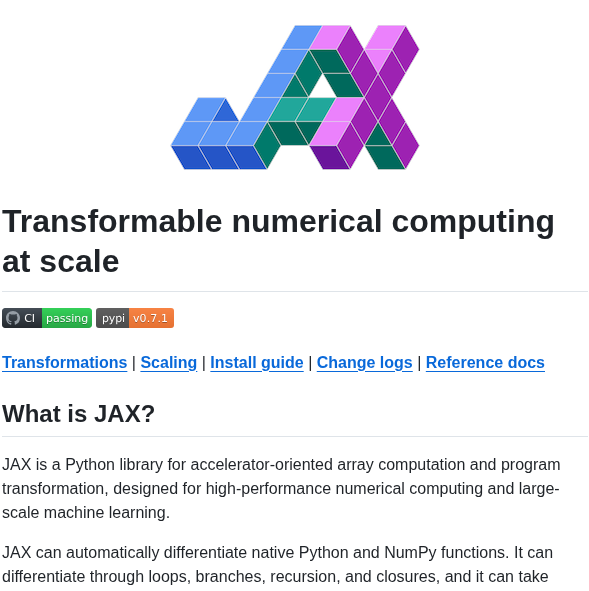 JAX
Transformable numerical computing
at scale
CI passing pypi v0.7.1
Transformations | Scaling | Install guide | Change logs | Reference docs
What is JAX?
JAX is a Python library for accelerator-oriented array computation and program
transformation, designed for high-performance numerical computing and large-
scale machine learning.
JAX can automatically differentiate native Python and NumPy functions. It can
differentiate through loops, branches, recursion, and closures, and it can take